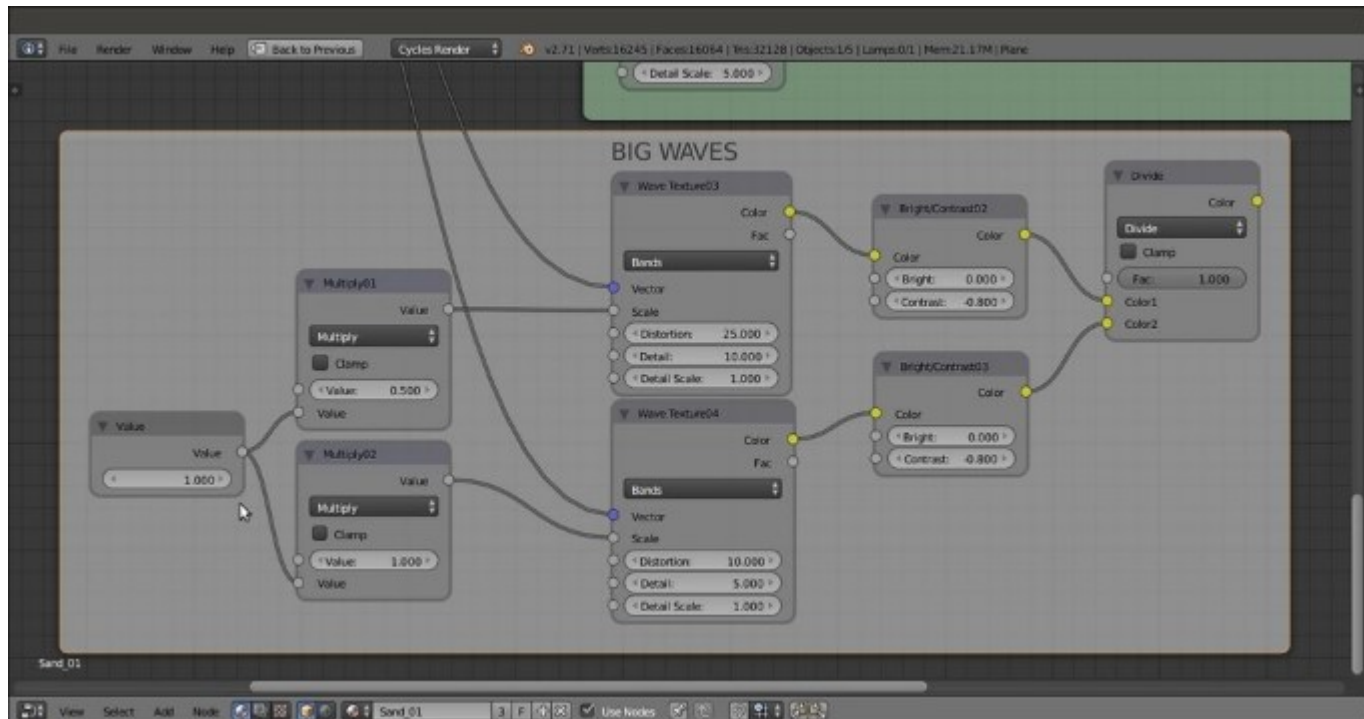 File Render Window Help Back to Previous Cycles Render v2.71 | Verts:16245 | Faces:16064 | Tris:32128 | Objects:1/5 | Lamps:0/1 | Mem:21.17M | Plane
Detail Scale: 5.000
BIG WAVES
Wave Texture03
Color
Fac
Bands
Vector
Scale
Distortion: 25.000
Detail: 10.000
Detail Scale: 1.000
Bright/Contrast02
Color
Color
Bright: 0.000
Contrast: -0.800
Divide
Color
Divide
Clamp
Fac: 1.000
Color1
Color2
Multiply01
Value
Multiply
Clamp
Value: 0.500
Value
Value
Value
1.000
Multiply02
Value
Multiply
Clamp
Value: 1.000
Value
Wave Texture04
Color
Fac
Bands
Vector
Scale
Distortion: 10.000
Detail: 5.000
Detail Scale: 1.000
Bright/Contrast03
Color
Color
Bright: 0.000
Contrast: -0.800
Sand_01
View Select Add Node Sand_01 3 F Use Nodes